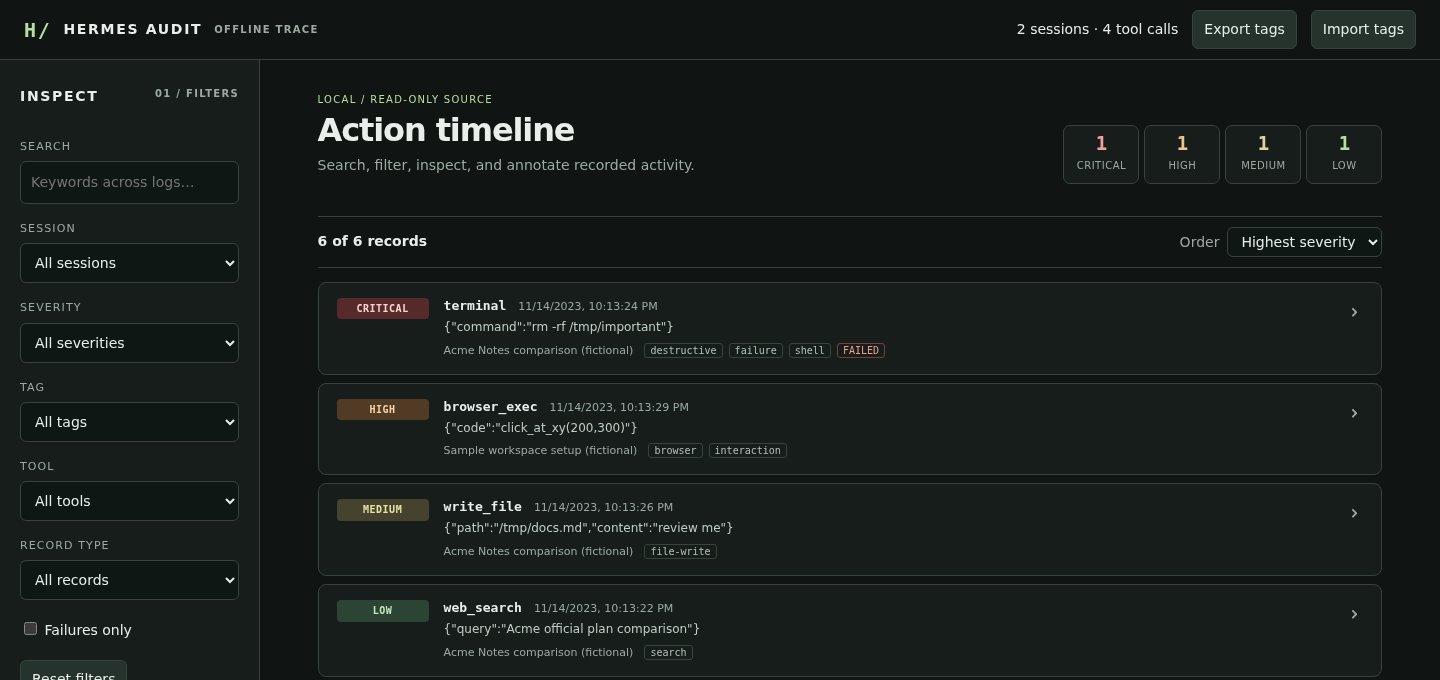 H/ HERMES AUDIT OFFLINE TRACE
2 sessions · 4 tool calls
Export tags
Import tags
INSPECT
01 / FILTERS
SEARCH
Keywords across logs...
SESSION
All sessions
SEVERITY
All severities
TAG
All tags
TOOL
All tools
RECORD TYPE
All records
Failures only
Reset filters
LOCAL / READ-ONLY SOURCE
Action timeline
Search, filter, inspect, and annotate recorded activity.
1
CRITICAL
1
HIGH
1
MEDIUM
1
LOW
6 of 6 records
Order
Highest severity
CRITICAL
terminal 11/14/2023, 10:13:24 PM
{"command":"rm -rf /tmp/important"}
Acme Notes comparison (fictional) destructive failure shell FAILED
HIGH
browser_exec 11/14/2023, 10:13:29 PM
{"code":"click_at_xy(200,300)"}
Sample workspace setup (fictional) browser interaction
MEDIUM
write_file 11/14/2023, 10:13:26 PM
{"path":"/tmp/docs.md","content":"review me"}
Acme Notes comparison (fictional) file-write
LOW
web_search 11/14/2023, 10:13:22 PM
{"query":"Acme official plan comparison"}
Acme Notes comparison (fictional) search